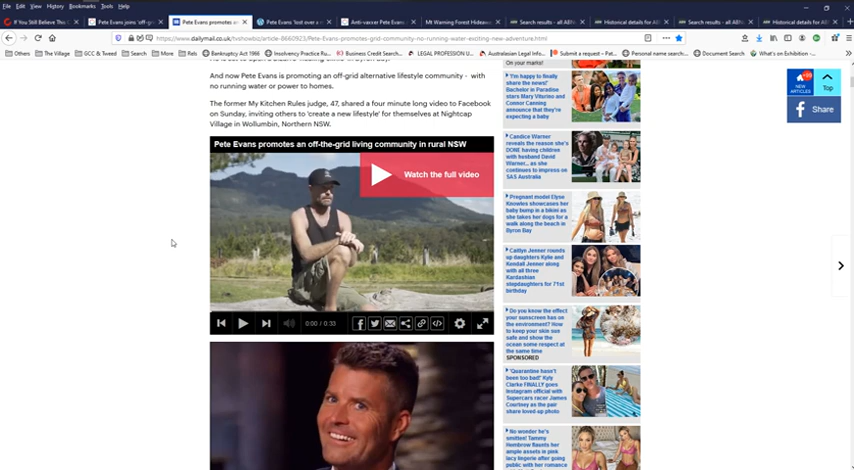 File Edit View History Bookmarks Tools Help
If You Still Believe This
Pete Evans joins 'off-gr
Pete Evans promotes an
Pete Evans 'lost over a m
Anti-vaxxer Pete Evans
Mt Warning Forest Hideaway
Search results - all ABN
Historical details for AB
Search results - all ABN
Historical details for AB
https://www.dailymail.co.uk/tvshowbiz/article-8660923/Pete-Evans-promotes-grid-community-no-running-water-exciting-new-adventure.html
Others
The Village
GCC & Tweed
Search
More
Rels
Bankruptcy Act 1966
Insolvency Practice Ru...
Business Credit Search...
LEGAL PROFESSION U...
Australasian Legal Info...
Submit a request - Pat...
Personal name search...
Document Search
What's on Exhibition...
And now Pete Evans is promoting an off-grid alternative lifestyle community - with
no running water or power to homes.
The former My Kitchen Rules judge, 47, shared a four minute long video to Facebook
on Sunday, inviting others to 'create a new lifestyle' for themselves at Nightcap
Village in Wollumbin, Northern NSW.
Pete Evans promotes an off-the-grid living community in rural NSW
Watch the full video
0:00 / 0:33
On our screens!
'I'm happy to finally
share the news!'
Bachelor in Paradise
stars Mary Viturino and
Connor Canning
announce that they're
expecting a baby
Candice Warner
reveals the reason she's
DONE having children
with husband David
Warner... as she
continues to impress on
SAS Australia
Pregnant model Elyse
Knowles showcases her
baby bump in a bikini as
she takes her dogs for a
walk along the beach in
Byron Bay
Caitlyn Jenner rounds
up daughters Kylie and
Kendall Jenner along
with all three
Kardashian
stepdaughters for 71st
birthday
Do you know the effect
your sunscreen has on
the environment? How
to keep your skin sun
safe and show the
ocean some respect at
the same time
SPONSORED
'Quarantine hasn't
been too bad!' Kyly
Clarke FINALLY goes
Instagram official with
Supercars racer James
Courtney as the pair
share loved-up photo
No wonder he's
smitten! Tammy
Hembrow flaunts her
ample assets in pink
lacy lingerie after going
public with her romance
NEW
ARTICLES
Top
Share